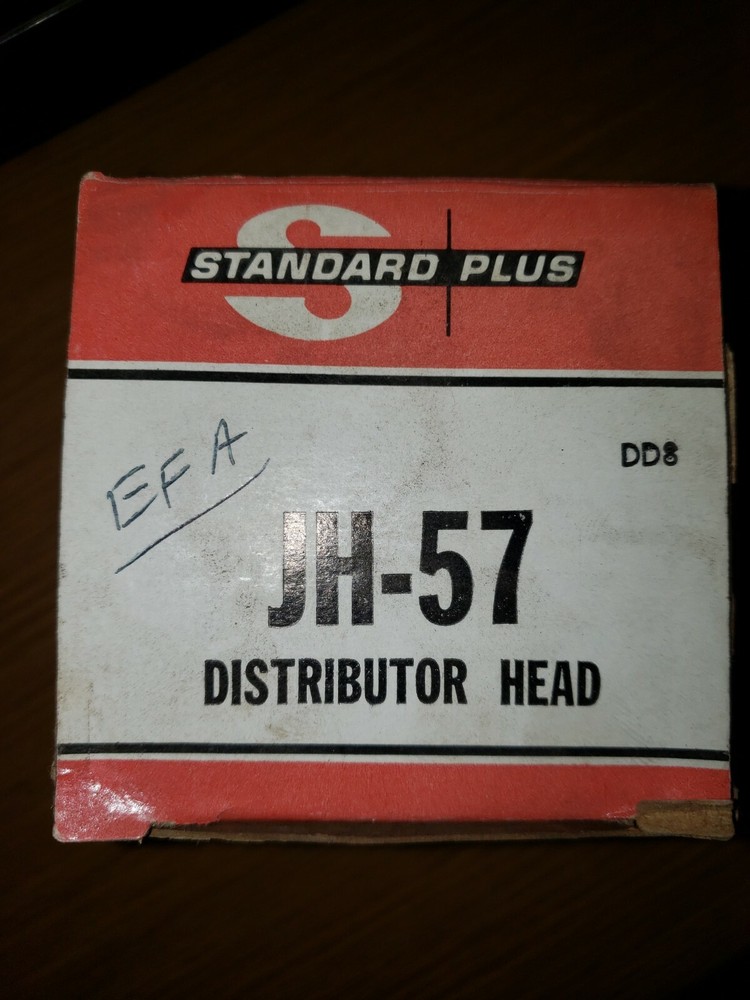 STANDARD PLUS
EFA
DD8
JH-57
DISTRIBUTOR HEAD